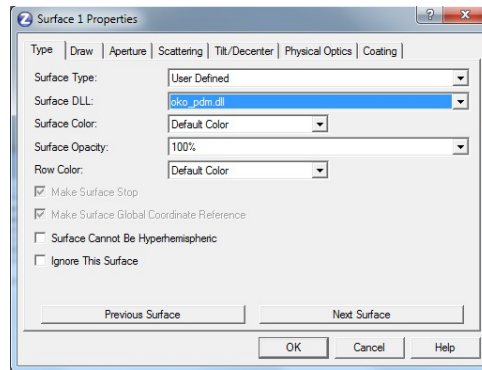 Surface 1 Properties
Type Draw Aperture Scattering Tilt/Decenter Physical Optics Coating
Surface Type: User Defined
Surface DLL: oko_pdm.dll
Surface Color: Default Color
Surface Opacity: 100%
Row Color: Default Color
Make Surface Stop
Make Surface Global Coordinate Reference
Surface Cannot Be Hyperhemispheric
Ignore This Surface
Previous Surface Next Surface
OK Cancel Help